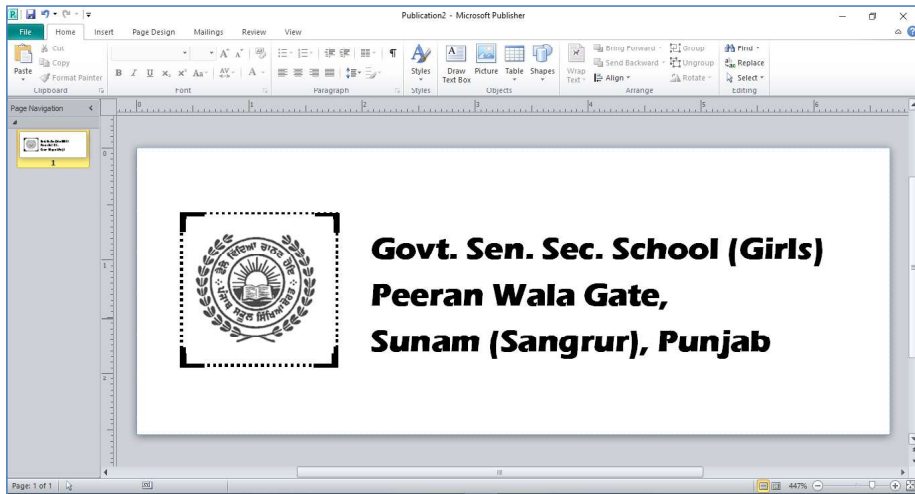 Publication2 - Microsoft Publisher
File Home Insert Page Design Mailings Review View
Paste
Cut
Copy
Format Painter
Clipboard
Font
Paragraph
Styles
Styles
Draw Text Box
Picture
Table
Shapes
Objects
Wrap Text
Bring Forward
Send Backward
Align
Group
Ungroup
Rotate
Arrange
Find
Replace
Select
Editing
Page Navigation
1
Govt. Sen. Sec. School (Girls)
Peeran Wala Gate,
Sunam (Sangrur), Punjab
ਪੰਜਾਬ ਸਕੂਲ ਸਿੱਖਿਆ ਬੋਰਡ
Page: 1 of 1
447%